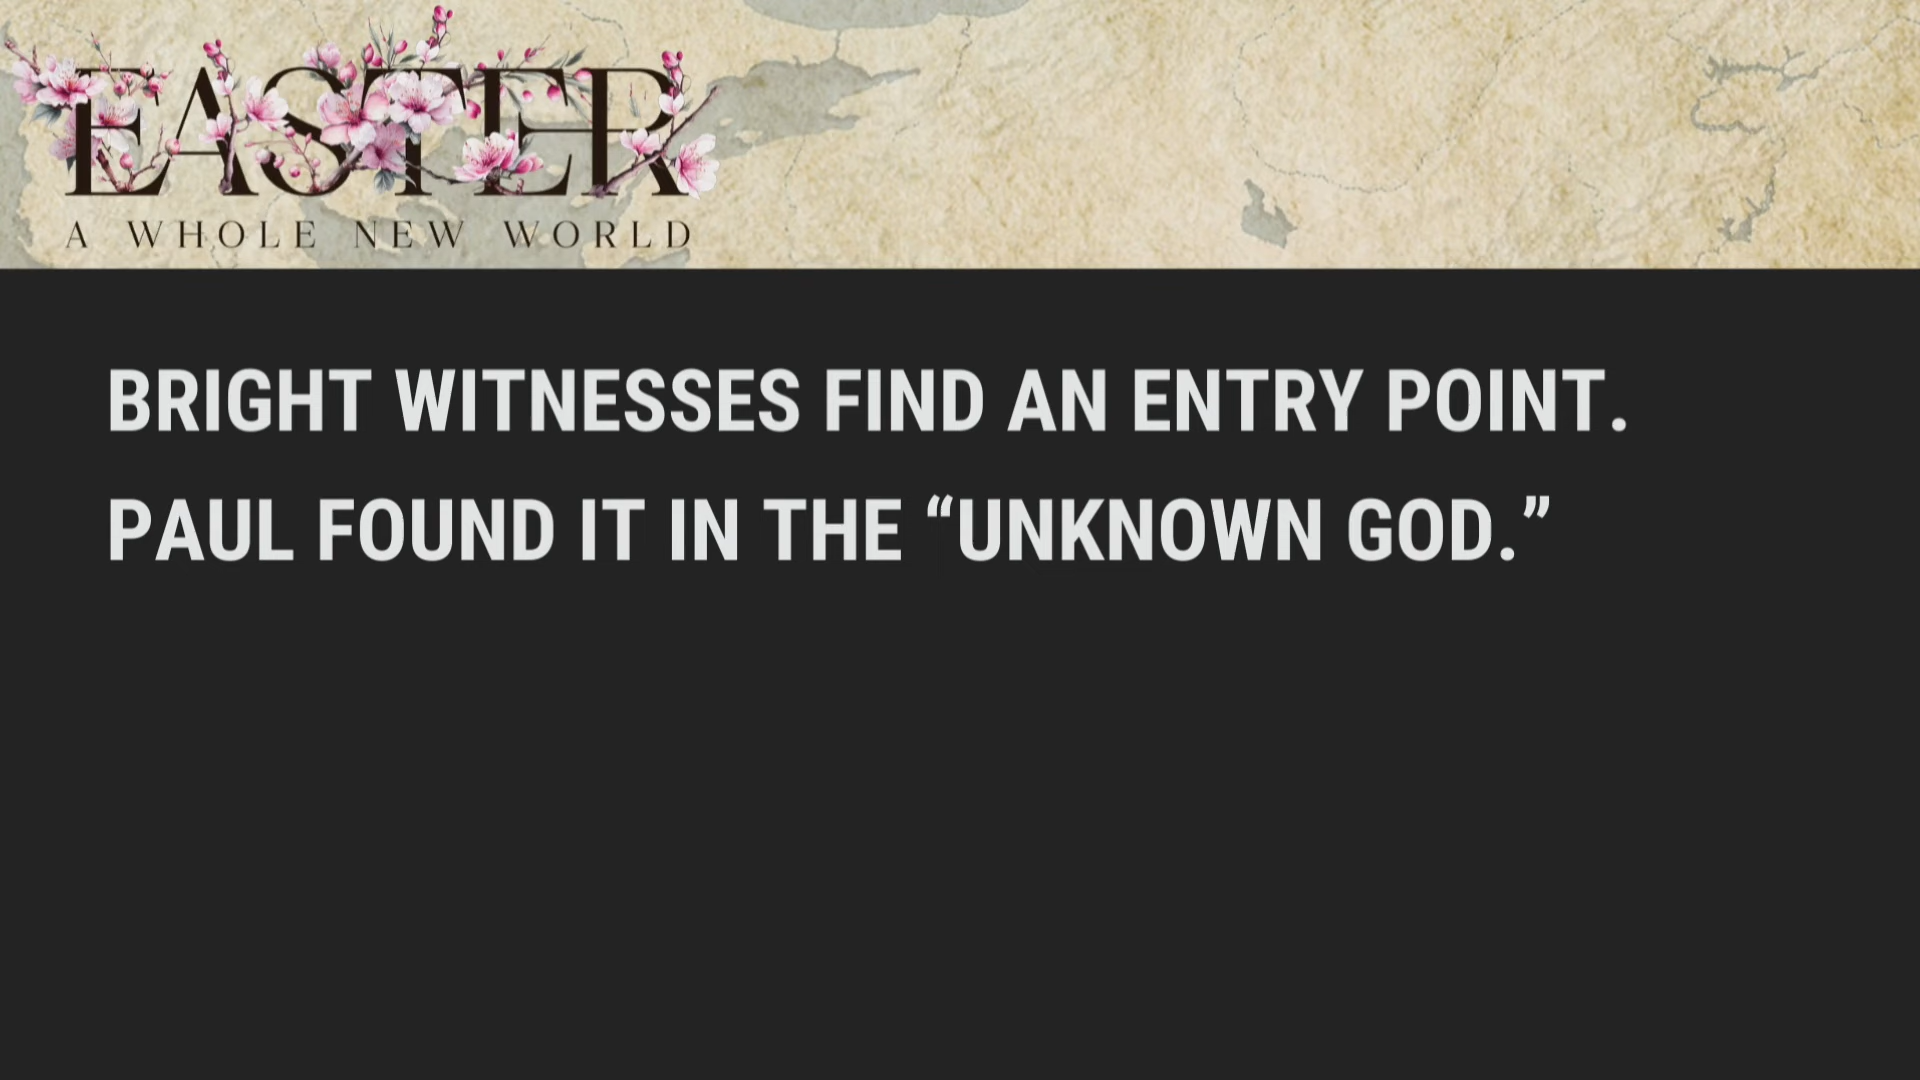 EASTER
A WHOLE NEW WORLD
BRIGHT WITNESSES FIND AN ENTRY POINT.
PAUL FOUND IT IN THE “UNKNOWN GOD.”